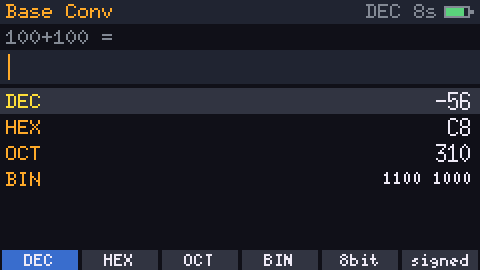 Base Conv DEC 8s
100+100 =
DEC -56
HEX C8
OCT 310
BIN 1100 1000
DEC HEX OCT BIN 8bit signed